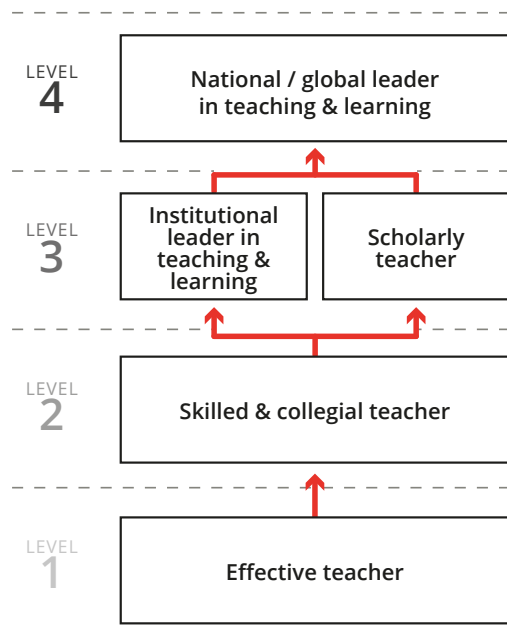 LEVEL
4
National / global leader
in teaching & learning
LEVEL
3
Institutional
leader in
teaching &
learning
Scholarly
teacher
LEVEL
2
Skilled & collegial teacher
LEVEL
1
Effective teacher